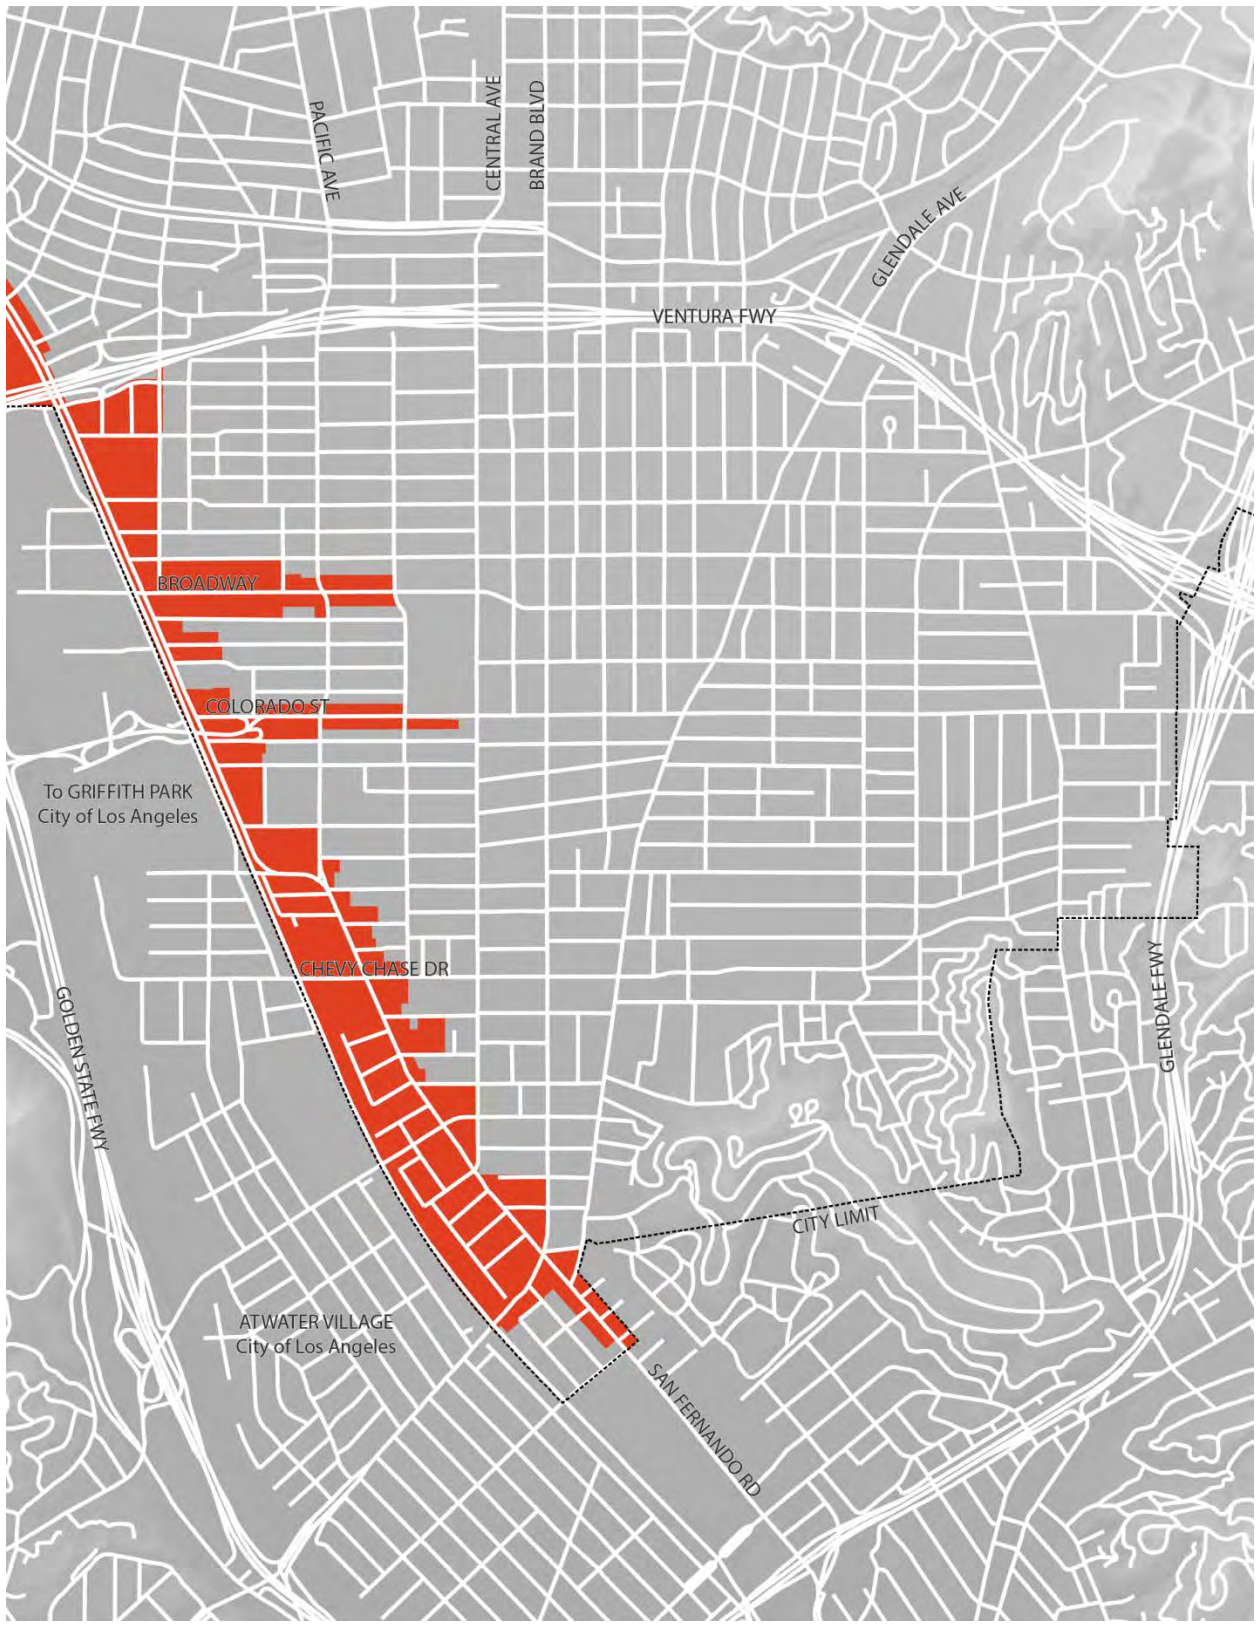 PACIFIC AVE
CENTRAL AVE
BRAND BLVD
GLENDALE AVE
VENTURA FWY
BROADWAY
COLORADO ST
To GRIFFITH PARK
City of Los Angeles
CHEVY CHASE DR
GOLDEN STATE FWY
GLENDALE FWY
CITY LIMIT
ATWATER VILLAGE
City of Los Angeles
SAN FERNANDO RD